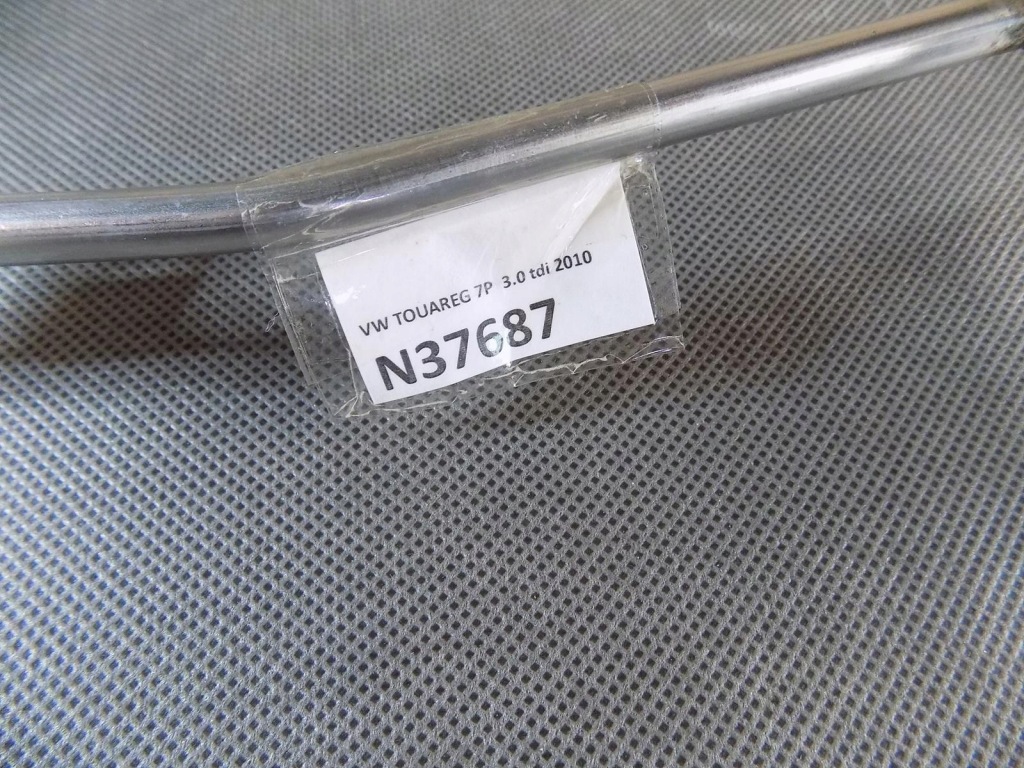 VW TOUAREG 7P 3.0 tdi 2010
N37687